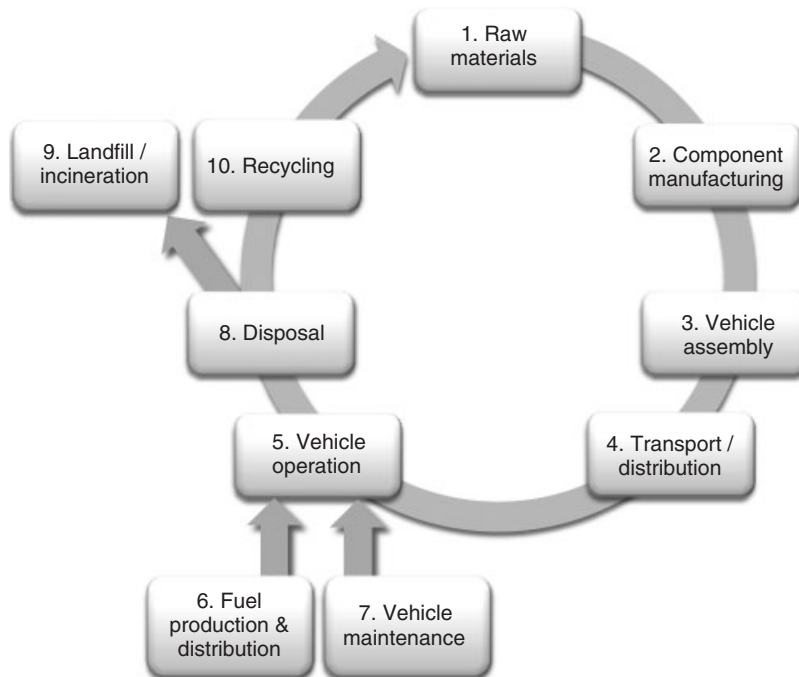 1. Raw
materials
2. Component
manufacturing
3. Vehicle
assembly
4. Transport /
distribution
5. Vehicle
operation
6. Fuel
production &
distribution
7. Vehicle
maintenance
8. Disposal
9. Landfill /
incineration
10. Recycling